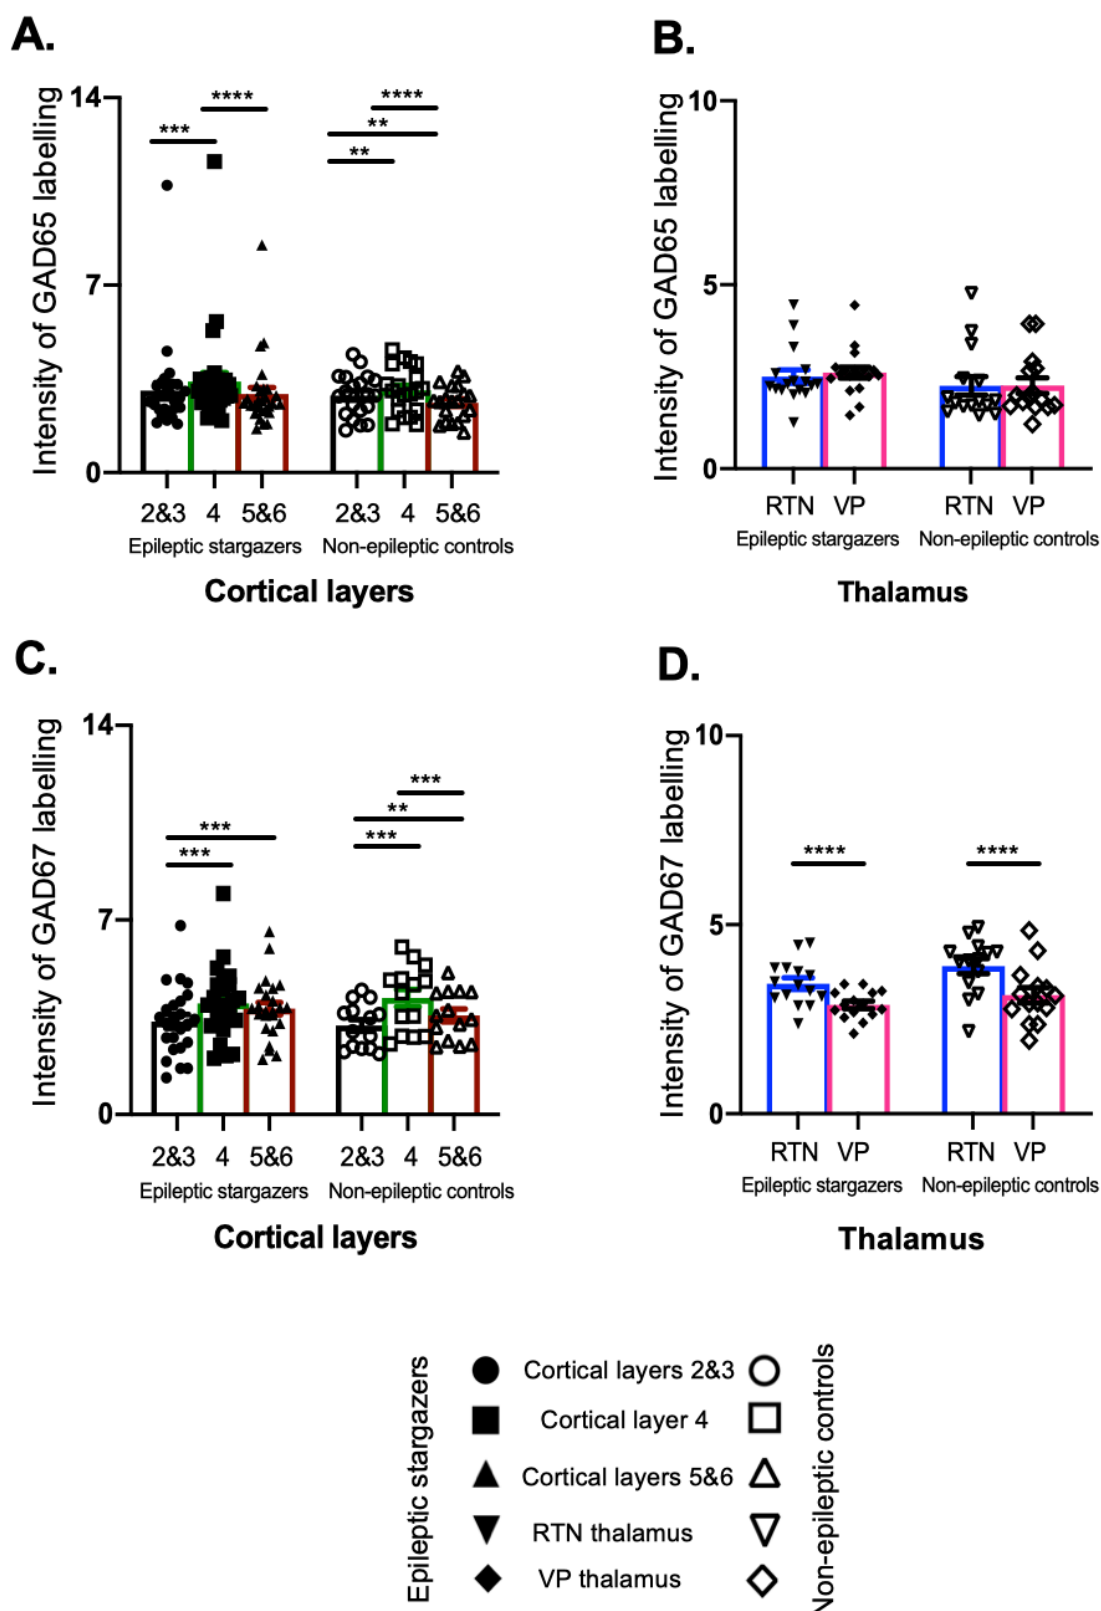 A.
Intensity of GAD65 labelling
14
7
0
***
****
**
**
****
2&3 4 5&6 2&3 4 5&6
Epileptic stargazers Non-epileptic controls
Cortical layers
B.
Intensity of GAD65 labelling
10
5
0
RTN VP RTN VP
Epileptic stargazers Non-epileptic controls
Thalamus
C.
Intensity of GAD67 labelling
14
7
0
***
***
***
**
***
2&3 4 5&6 2&3 4 5&6
Epileptic stargazers Non-epileptic controls
Cortical layers
D.
Intensity of GAD67 labelling
10
5
0
**** ****
RTN VP RTN VP
Epileptic stargazers Non-epileptic controls
Thalamus
Epileptic stargazers
Cortical layers 2&3
Cortical layer 4
Cortical layers 5&6
RTN thalamus
VP thalamus
Non-epileptic controls